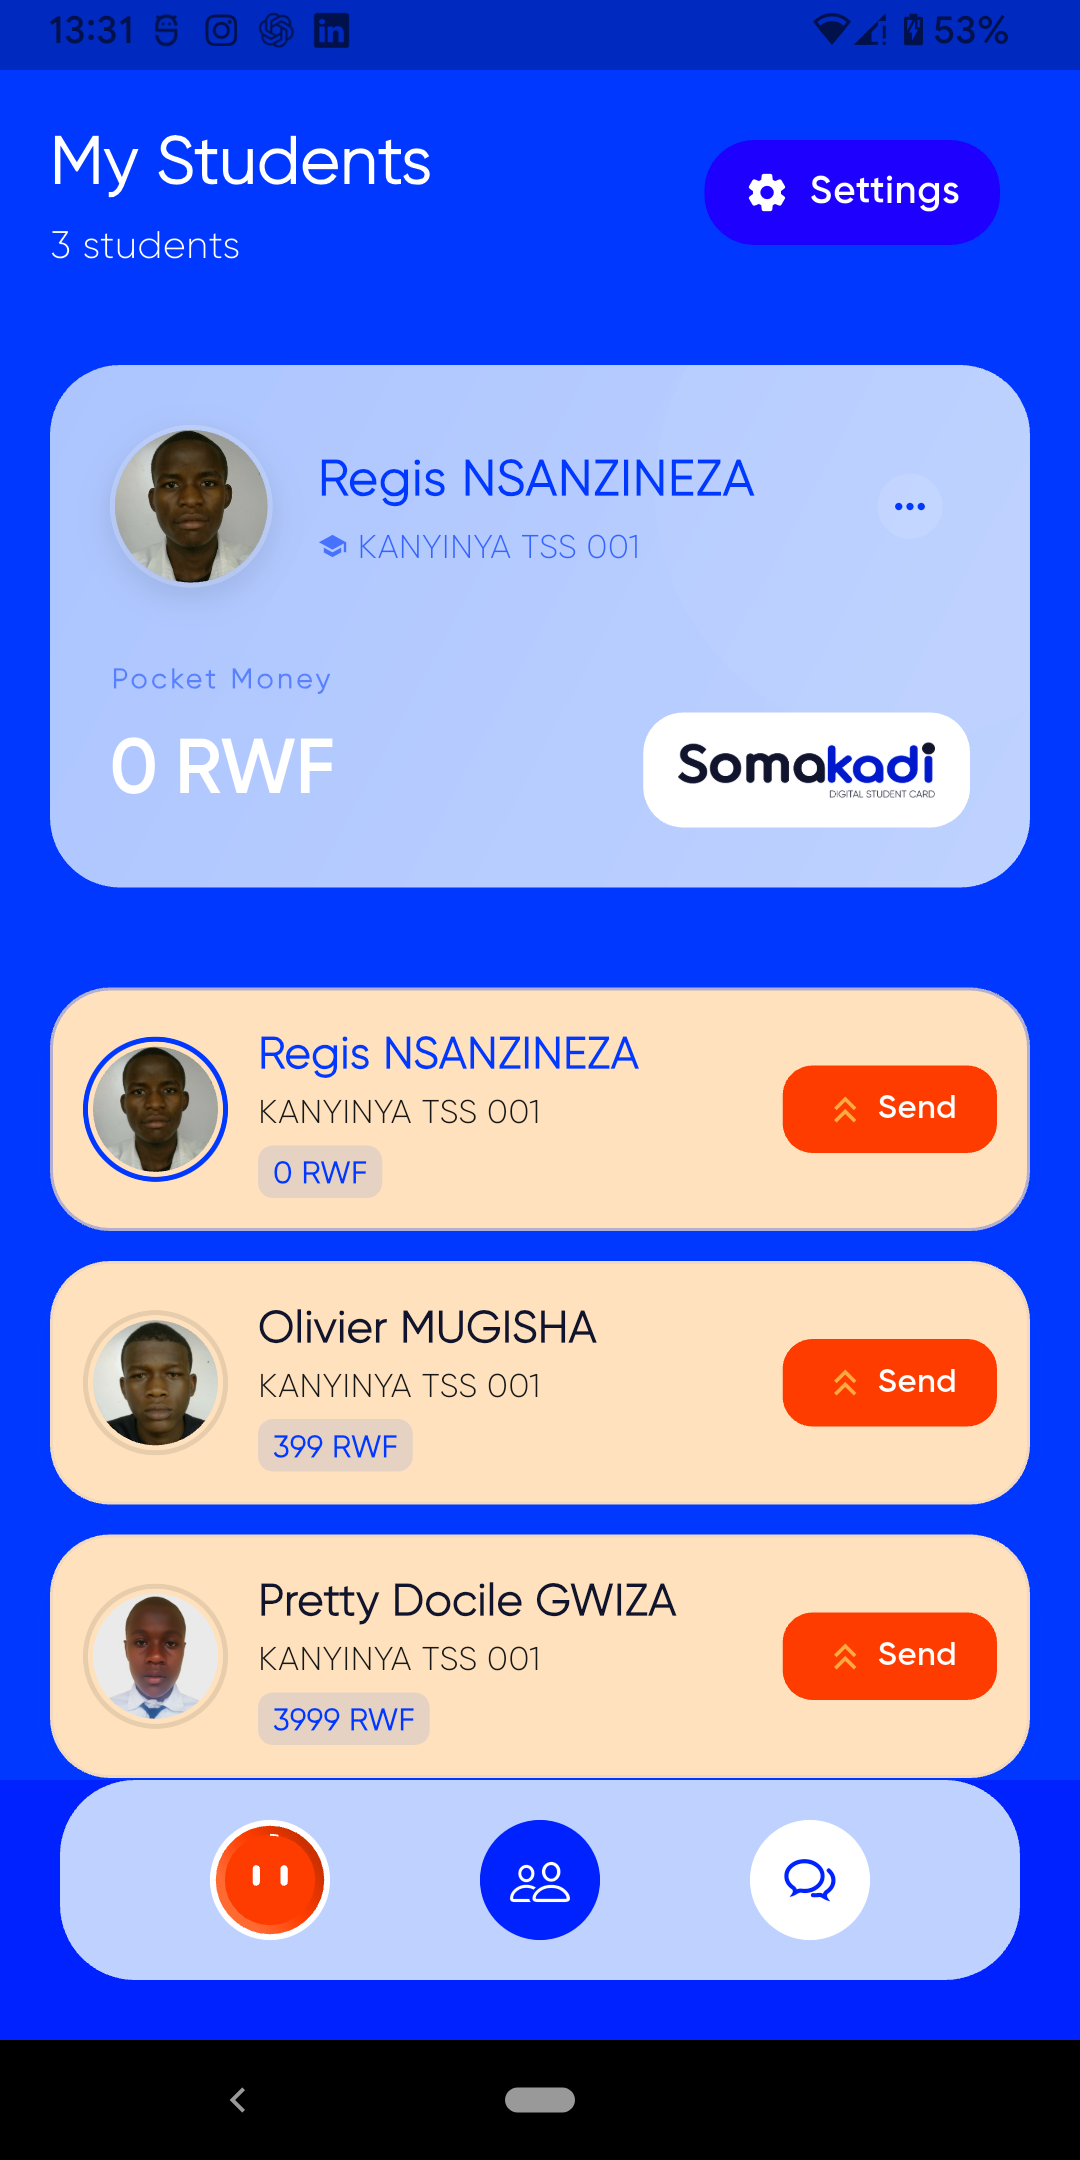 13:31
53%
My Students
3 students
Settings
Regis NSANZINEZA
KANYINYA TSS 001
Pocket Money
0 RWF
Somakadi
DIGITAL STUDENT CARD
Regis NSANZINEZA
KANYINYA TSS 001
0 RWF
Send
Olivier MUGISHA
KANYINYA TSS 001
399 RWF
Send
Pretty Docile GWIZA
KANYINYA TSS 001
3999 RWF
Send